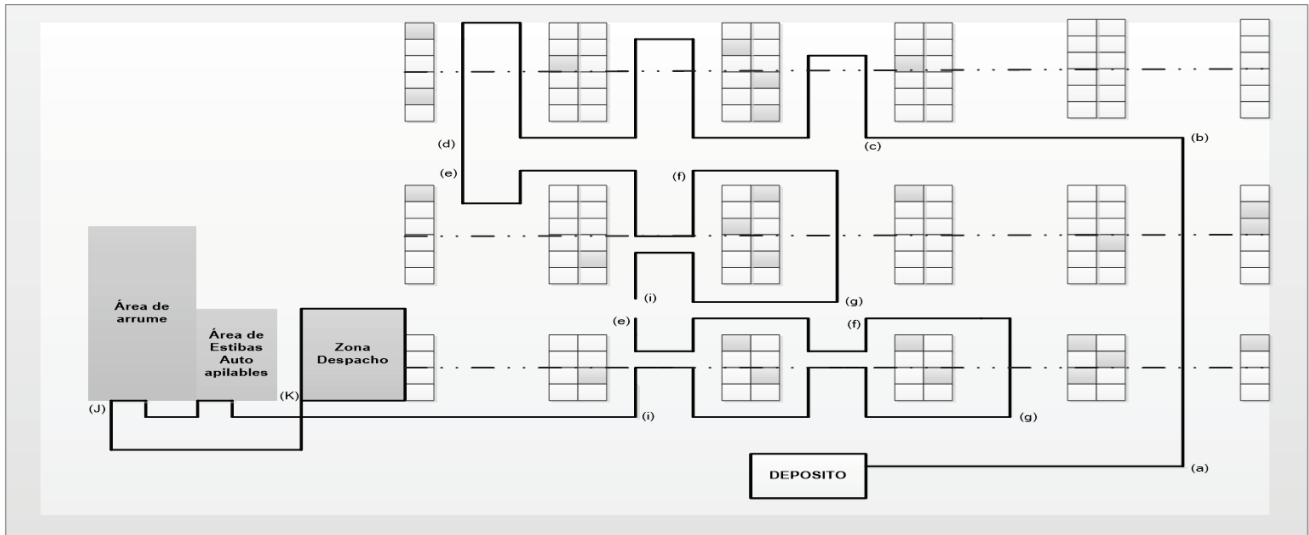 (b)
(d)
(c)
(e)
(f)
Área de
arrume
(i)
(g)
(e)
(f)
Área de
Estibas
Auto
apilables
Zona
Despacho
(K)
(J)
(i)
(g)
DEPOSITO
(a)